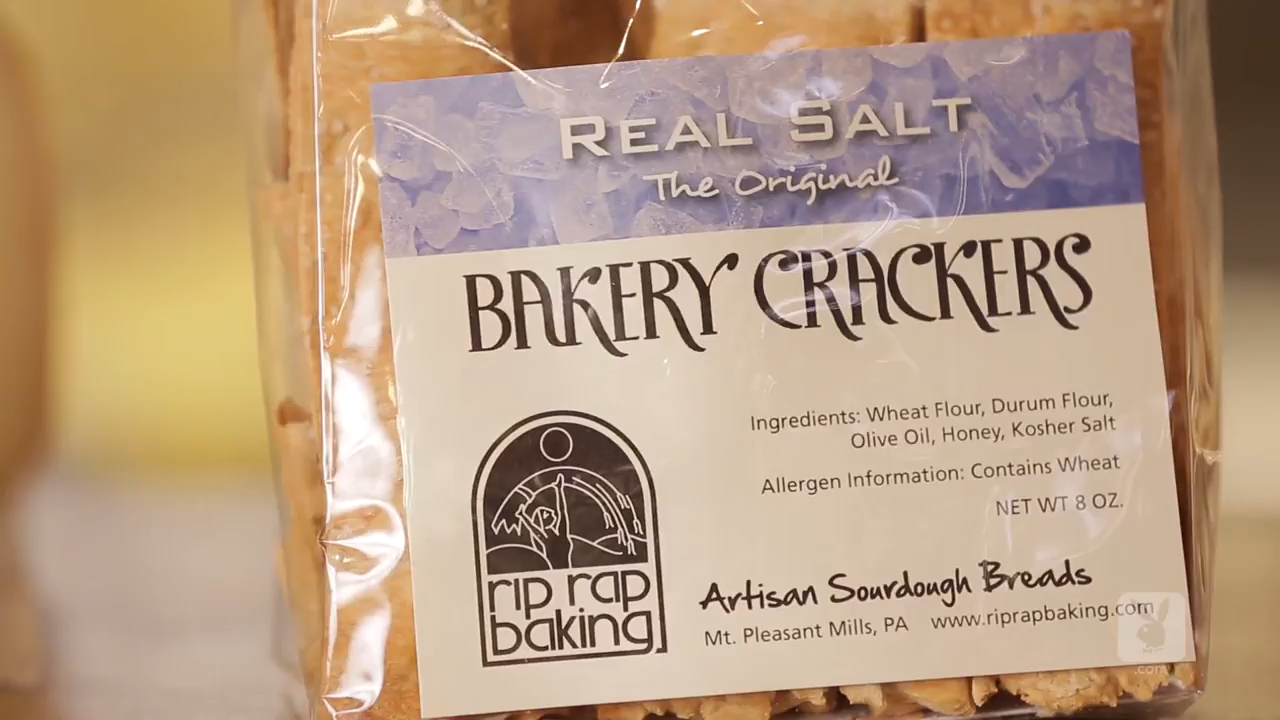 REAL SALT
The Original
BAKERY CRACKERS
Ingredients: Wheat Flour, Durum Flour,
Olive Oil, Honey, Kosher Salt
Allergen Information: Contains Wheat
NET WT 8 OZ.
rip rap
baking
Artisan Sourdough Breads
Mt. Pleasant Mills, PA www.riprapbaking.com
.com